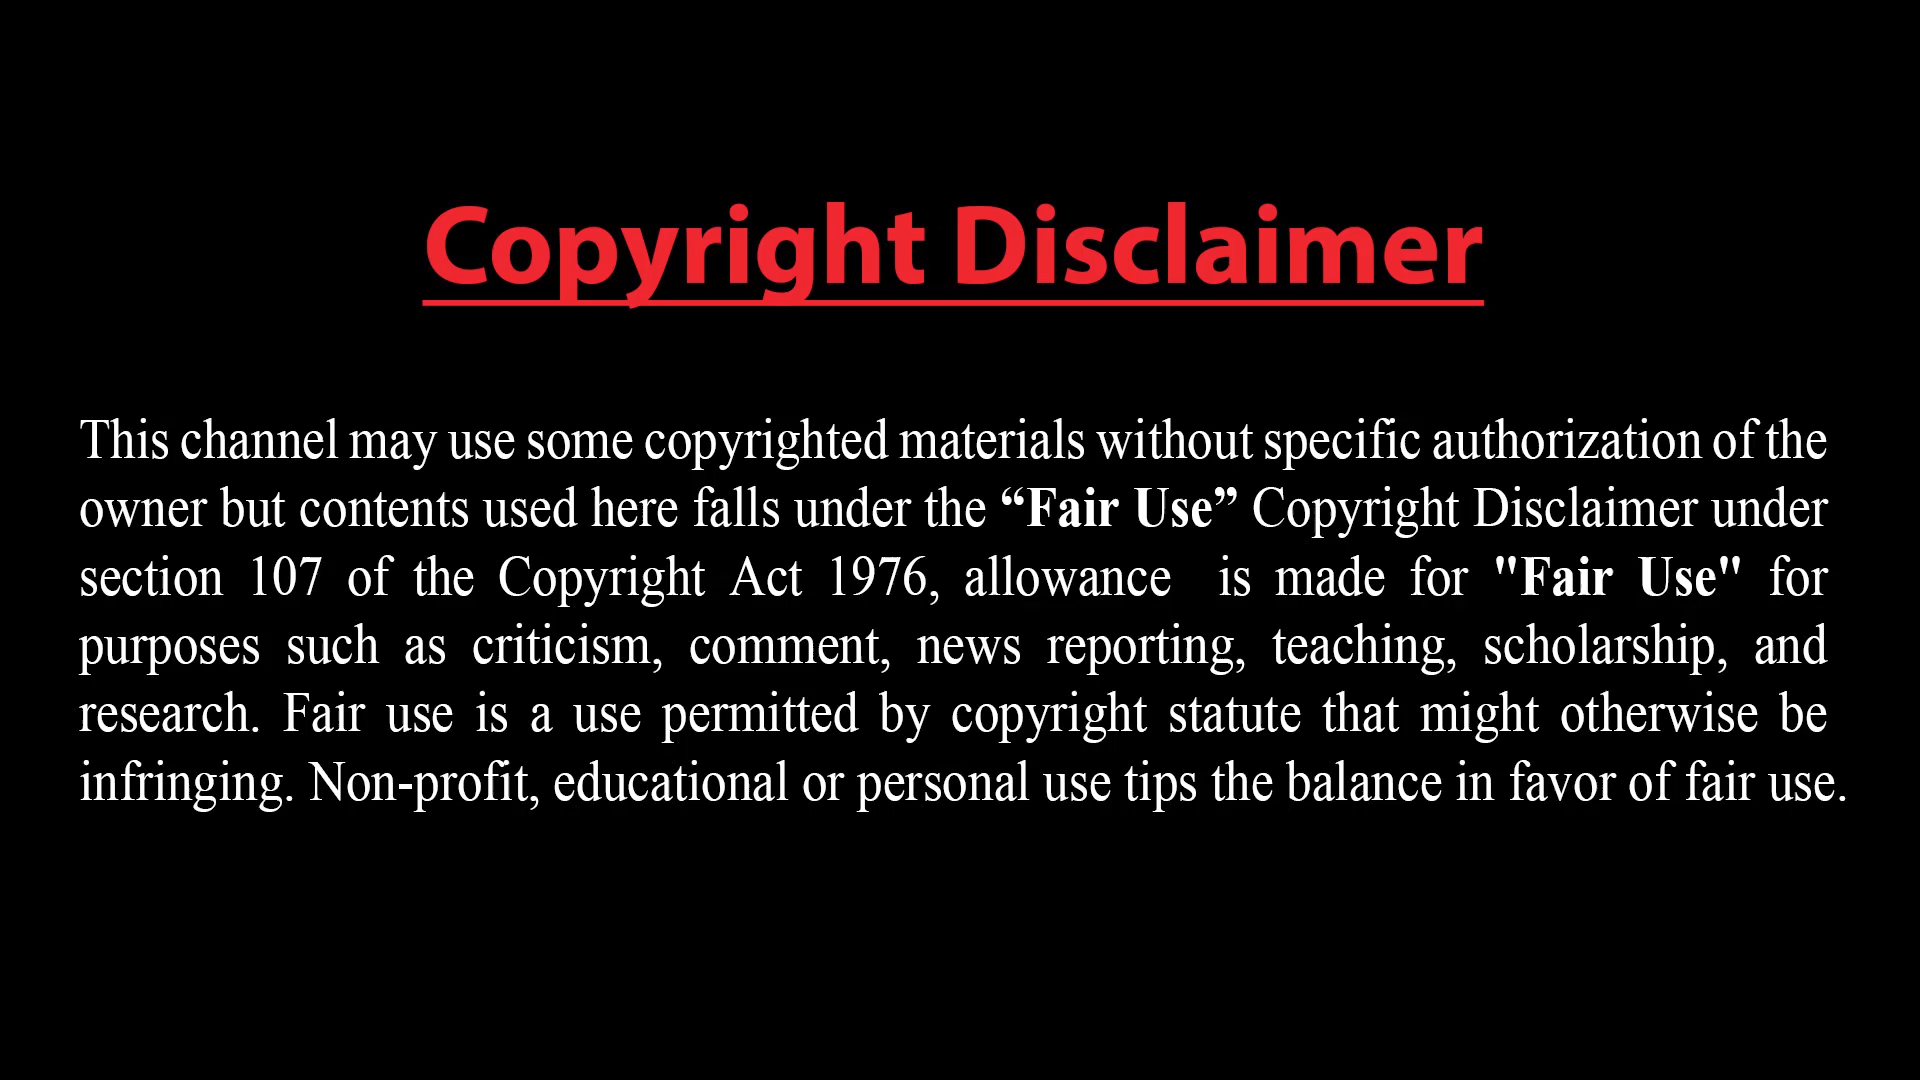 Copyright Disclaimer
This channel may use some copyrighted materials without specific authorization of the
owner but contents used here falls under the “Fair Use” Copyright Disclaimer under
section 107 of the Copyright Act 1976, allowance is made for "Fair Use" for
purposes such as criticism, comment, news reporting, teaching, scholarship, and
research. Fair use is a use permitted by copyright statute that might otherwise be
infringing. Non-profit, educational or personal use tips the balance in favor of fair use.